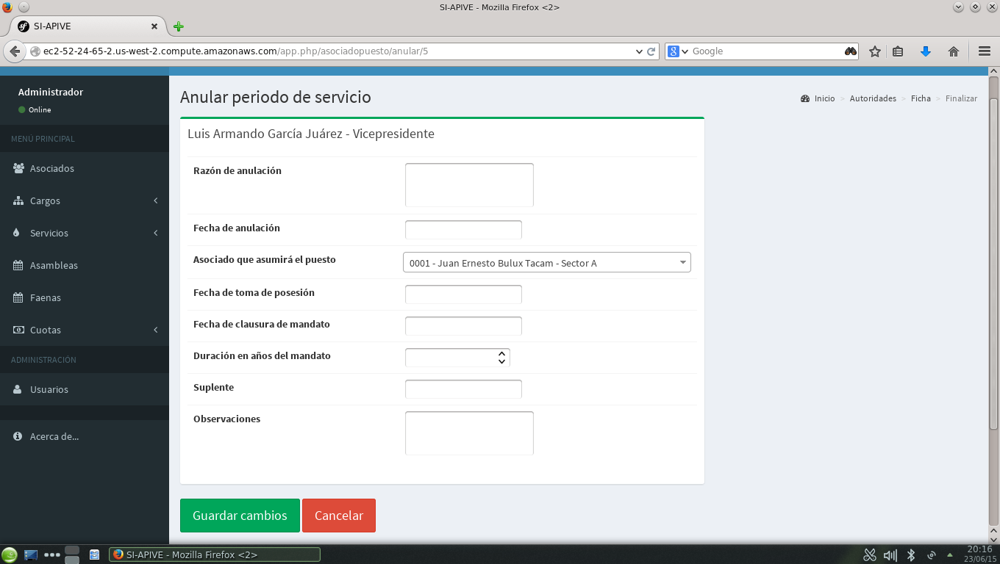 SI-APIVE - Mozilla Firefox <2>
SI-APIVE
ec2-52-24-65-2.us-west-2.compute.amazonaws.com/app.php/asociadopuesto/anular/5
Google
Administrador
Online
MENÚ PRINCIPAL
Asociados
Cargos
Servicios
Asambleas
Faenas
Cuotas
ADMINISTRACIÓN
Usuarios
Acerca de...
Anular periodo de servicio
Inicio > Autoridades > Ficha > Finalizar
Luis Armando García Juárez - Vicepresidente
Razón de anulación
Fecha de anulación
Asociado que asumirá el puesto
0001 - Juan Ernesto Bulux Tacam - Sector A
Fecha de toma de posesión
Fecha de clausura de mandato
Duración en años del mandato
Suplente
Observaciones
Guardar cambios
Cancelar
SI-APIVE - Mozilla Firefox <2>
20:16
23/06/15